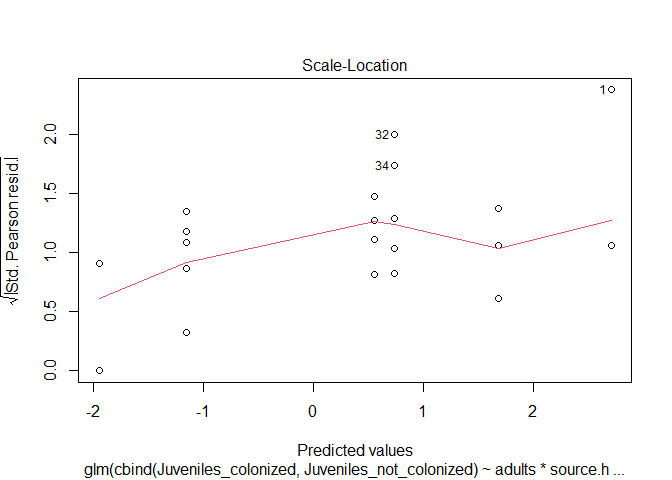 Scale-Location
√|Std. Pearson resid.|
2.0
1.5
1.0
0.5
0.0
1
32
34
-2 -1 0 1 2
Predicted values
glm(cbind(Juveniles_colonized, Juveniles_not_colonized) ~ adults * source.h ...